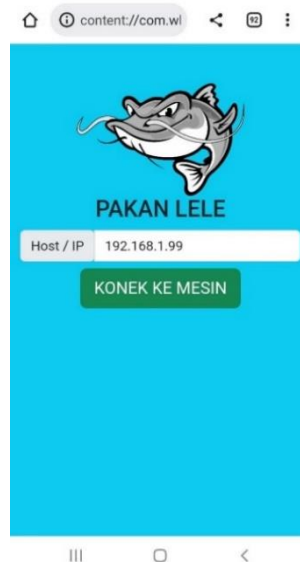 content://com.wl
92
PAKAN LELE
Host / IP 192.168.1.99
KONEK KE MESIN